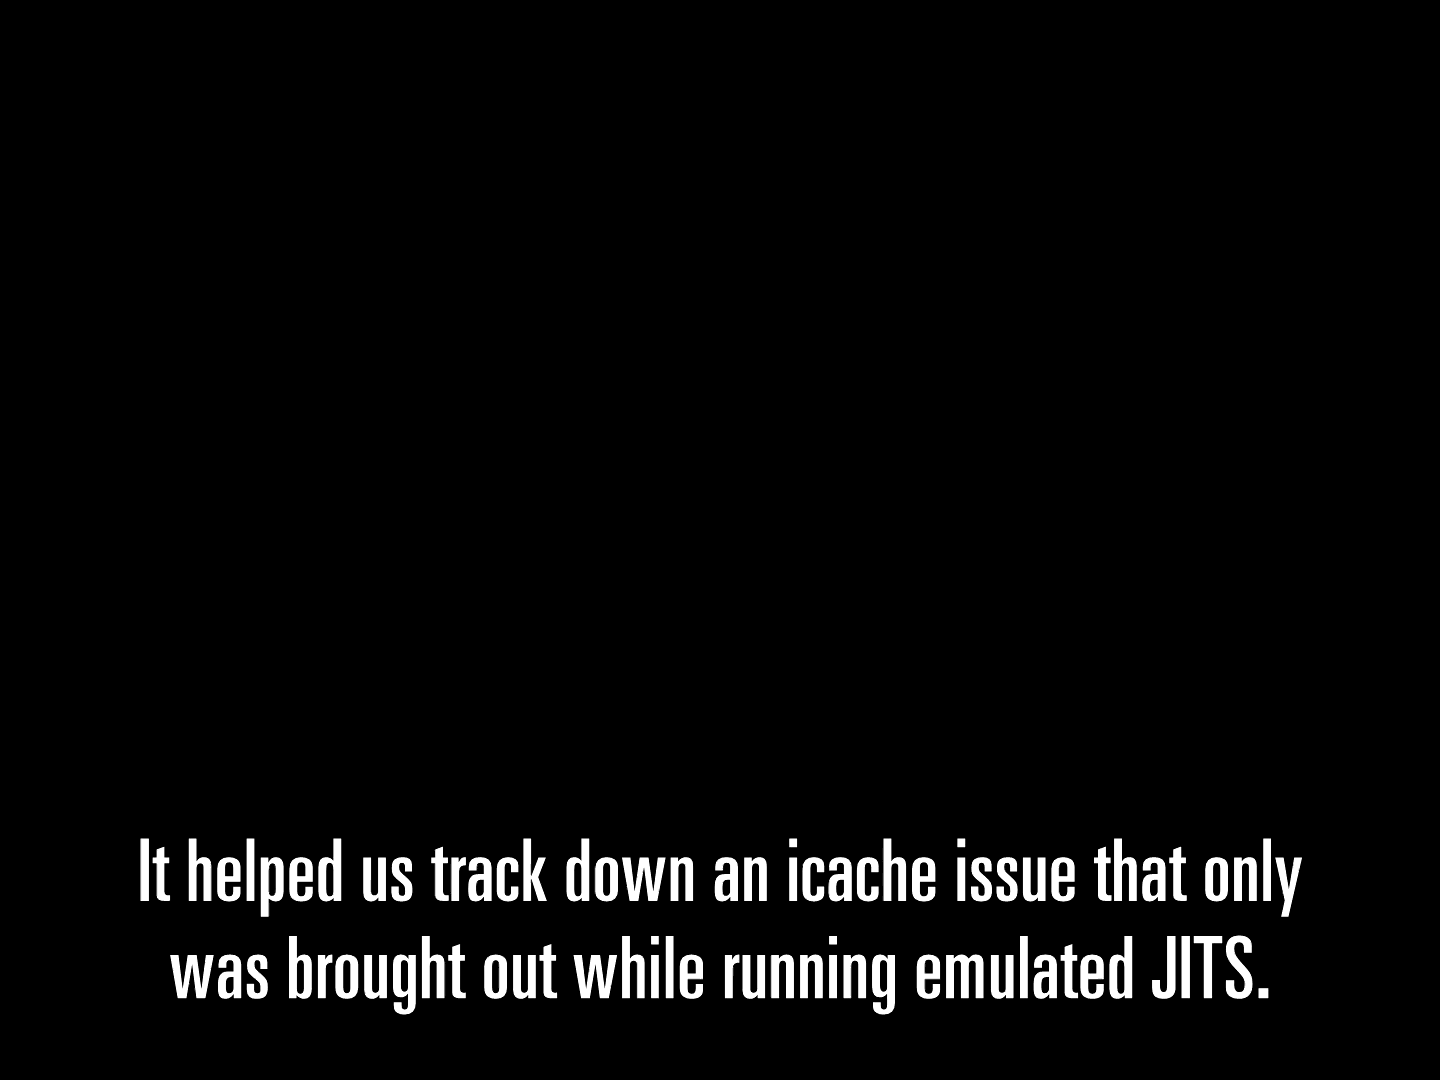 It helped us track down an icache issue that only
was brought out while running emulated JITS.